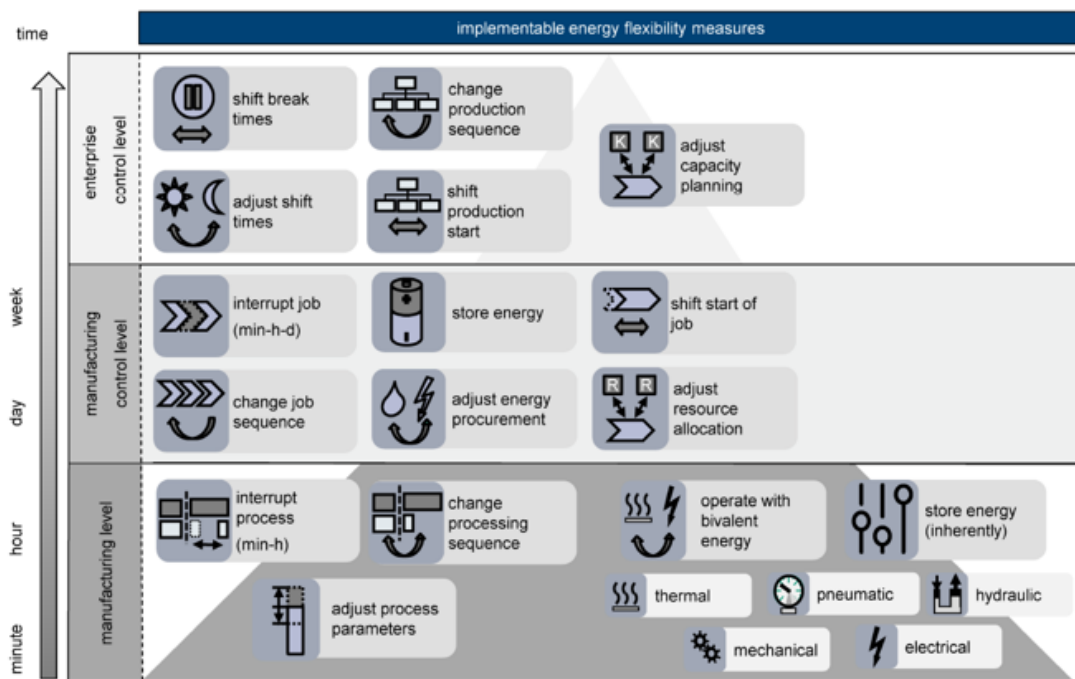 time
implementable energy flexibility measures
enterprise
control level
shift break
times
change
production
sequence
K K
adjust
capacity
planning
adjust shift
times
shift
production
start
week
day
manufacturing
control level
interrupt job
(min-h-d)
store energy
shift start of
job
change job
sequence
adjust energy
procurement
R R
adjust
resource
allocation
hour
minute
manufacturing level
interrupt
process
(min-h)
change
processing
sequence
operate with
bivalent
energy
store energy
(inherently)
adjust process
parameters
thermal
pneumatic
hydraulic
mechanical
electrical